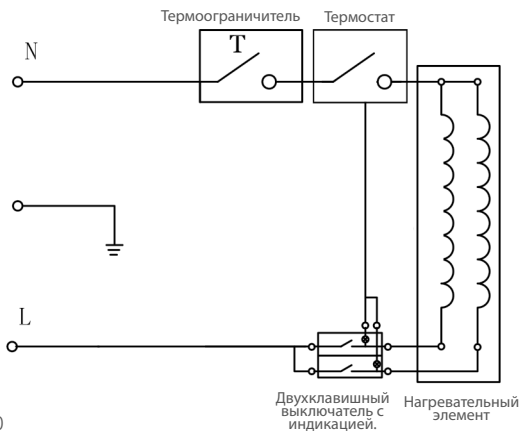 Термоограничитель
Термостат
N
T
L
Двухклавишный
выключатель с
индикацией.
Нагревательный
элемент
)